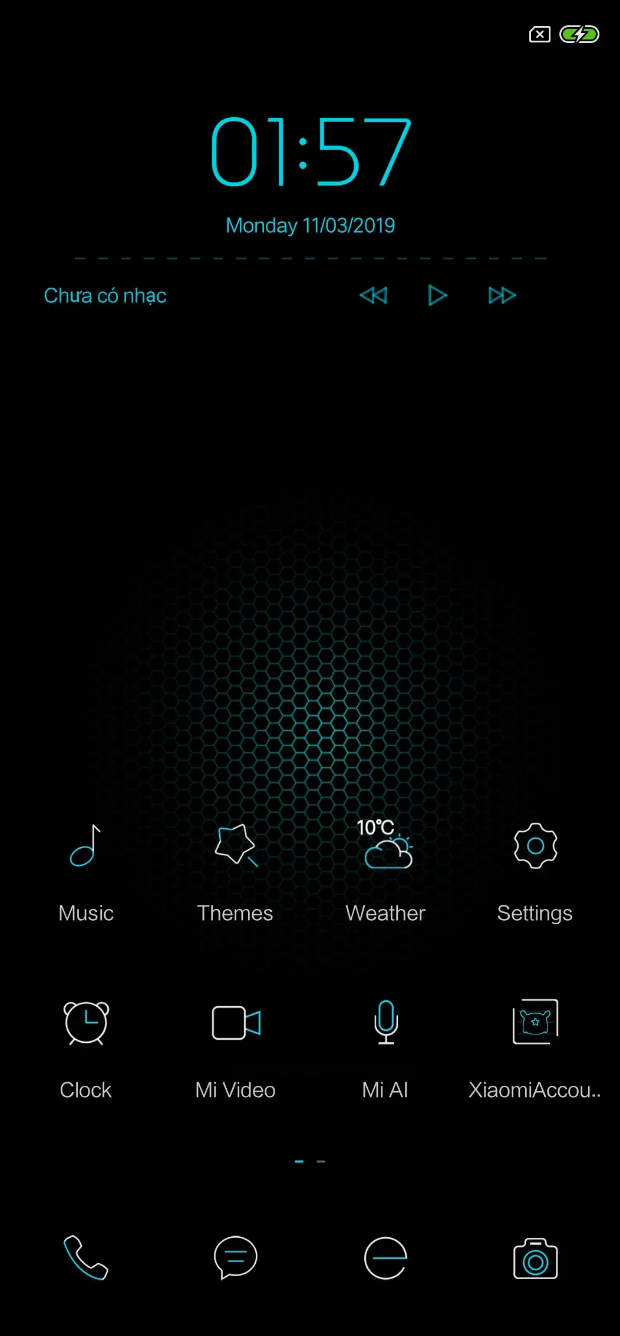 01:57
Monday 11/03/2019
Chưa có nhạc
10°C
Music
Themes
Weather
Settings
Clock
Mi Video
Mi AI
XiaomiAccou..